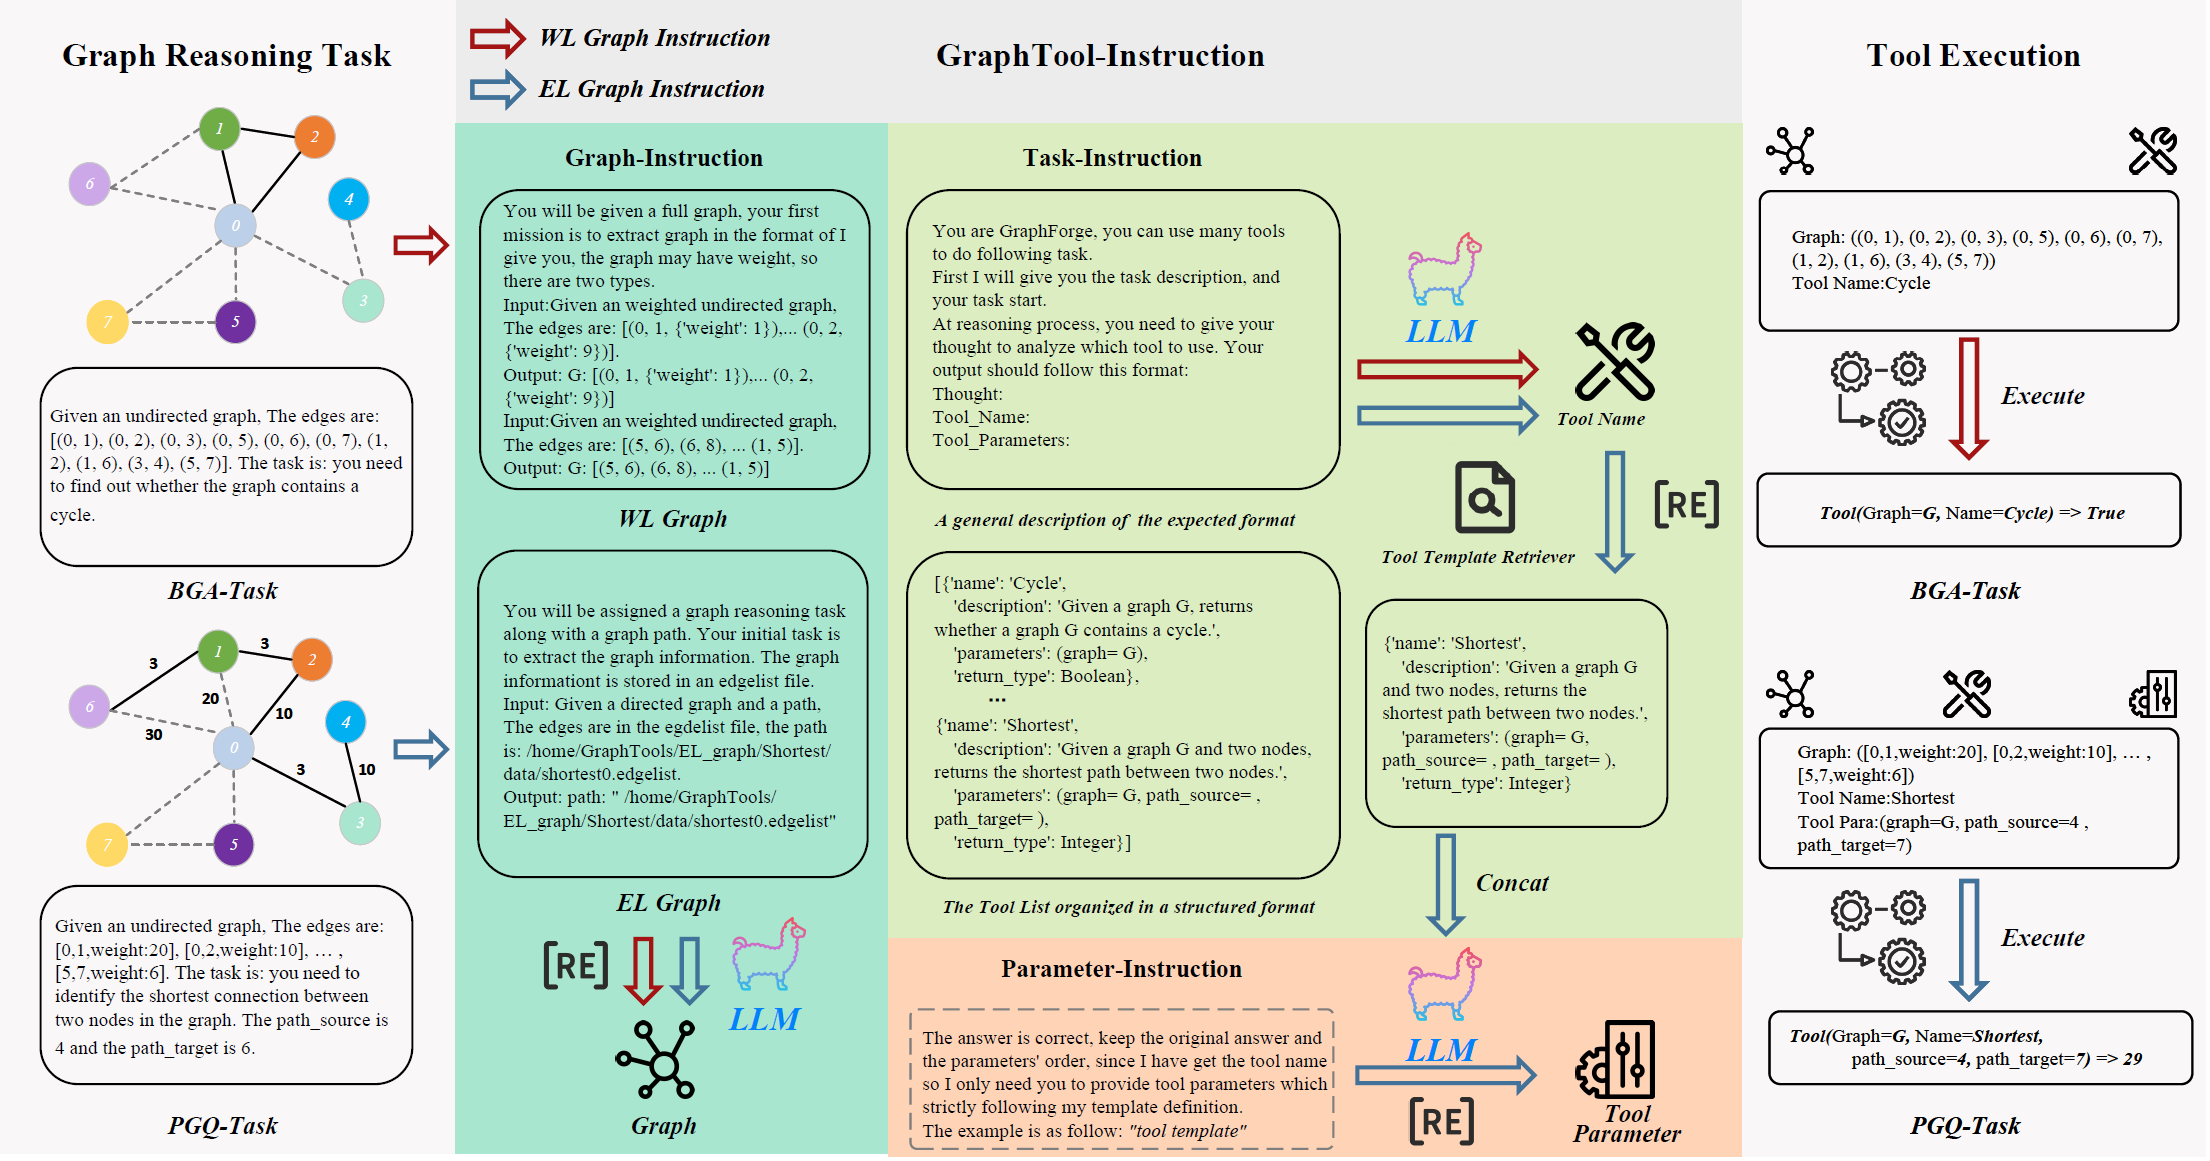 Graph Reasoning Task
1
2
6
4
0
3
7
5
Given an undirected graph, The edges are:
[(0, 1), (0, 2), (0, 3), (0, 5), (0, 6), (0, 7), (1,
2), (1, 6), (3, 4), (5, 7)]. The task is: you need
to find out whether the graph contains a
cycle.
BGA-Task
1
3
2
3
6
20
10
4
30
0
3
10
3
7
5
Given an undirected graph, The edges are:
[0,1,weight:20], [0,2,weight:10], ... ,
[5,7,weight:6]. The task is: you need to
identify the shortest connection between
two nodes in the graph. The path_source is
4 and the path_target is 6.
PGQ-Task
WL Graph Instruction
EL Graph Instruction
GraphTool-Instruction
Graph-Instruction
You will be given a full graph, your first
mission is to extract graph in the format of I
give you, the graph may have weight, so
there are two types.
Input:Given an weighted undirected graph,
The edges are: [(0, 1, {'weight': 1}),... (0, 2,
{'weight': 9})].
Output: G: [(0, 1, {'weight': 1}),... (0, 2,
{'weight': 9})]
Input:Given an weighted undirected graph,
The edges are: [(5, 6), (6, 8), ... (1, 5)].
Output: G: [(5, 6), (6, 8), ... (1, 5)]
WL Graph
You will be assigned a graph reasoning task
along with a graph path. Your initial task is
to extract the graph information. The graph
informationt is stored in an edgelist file.
Input: Given a directed graph and a path,
The edges are in the egdelist file, the path
is: /home/GraphTools/EL_graph/Shortest/
data/shortest0.edgelist.
Output: path: " /home/GraphTools/
EL_graph/Shortest/data/shortest0.edgelist"
EL Graph
[RE]
LLM
Graph
Task-Instruction
You are GraphForge, you can use many tools
to do following task.
First I will give you the task description, and
your task start.
At reasoning process, you need to give your
thought to analyze which tool to use. Your
output should follow this format:
Thought:
Tool_Name:
Tool_Parameters:
A general description of the expected format
[{'name': 'Cycle',
'description': 'Given a graph G, returns
whether a graph G contains a cycle.',
'parameters': (graph= G),
'return_type': Boolean},
...
{'name': 'Shortest',
'description': 'Given a graph G and two nodes,
returns the shortest path between two nodes.',
'parameters': (graph= G, path_source= ,
path_target= ),
'return_type': Integer}]
The Tool List organized in a structured format
LLM
Tool Name
[RE]
Tool Template Retriever
{'name': 'Shortest',
'description': 'Given a graph G
and two nodes, returns the
shortest path between two nodes.',
'parameters': (graph= G,
path_source= , path_target= ),
'return_type': Integer}
Concat
Parameter-Instruction
The answer is correct, keep the original answer and
the parameters' order, since I have get the tool name
so I only need you to provide tool parameters which
strictly following my template definition.
The example is as follow: "tool template"
LLM
[RE]
Tool
Parameter
Tool Execution
Graph: ((0, 1), (0, 2), (0, 3), (0, 5), (0, 6), (0, 7),
(1, 2), (1, 6), (3, 4), (5, 7))
Tool Name:Cycle
Execute
Tool(Graph=G, Name=Cycle) => True
BGA-Task
Graph: ([0,1,weight:20], [0,2,weight:10], ... ,
[5,7,weight:6])
Tool Name:Shortest
Tool Para:(graph=G, path_source=4 ,
path_target=7)
Execute
Tool(Graph=G, Name=Shortest,
path_source=4, path_target=7) => 29
PGQ-Task